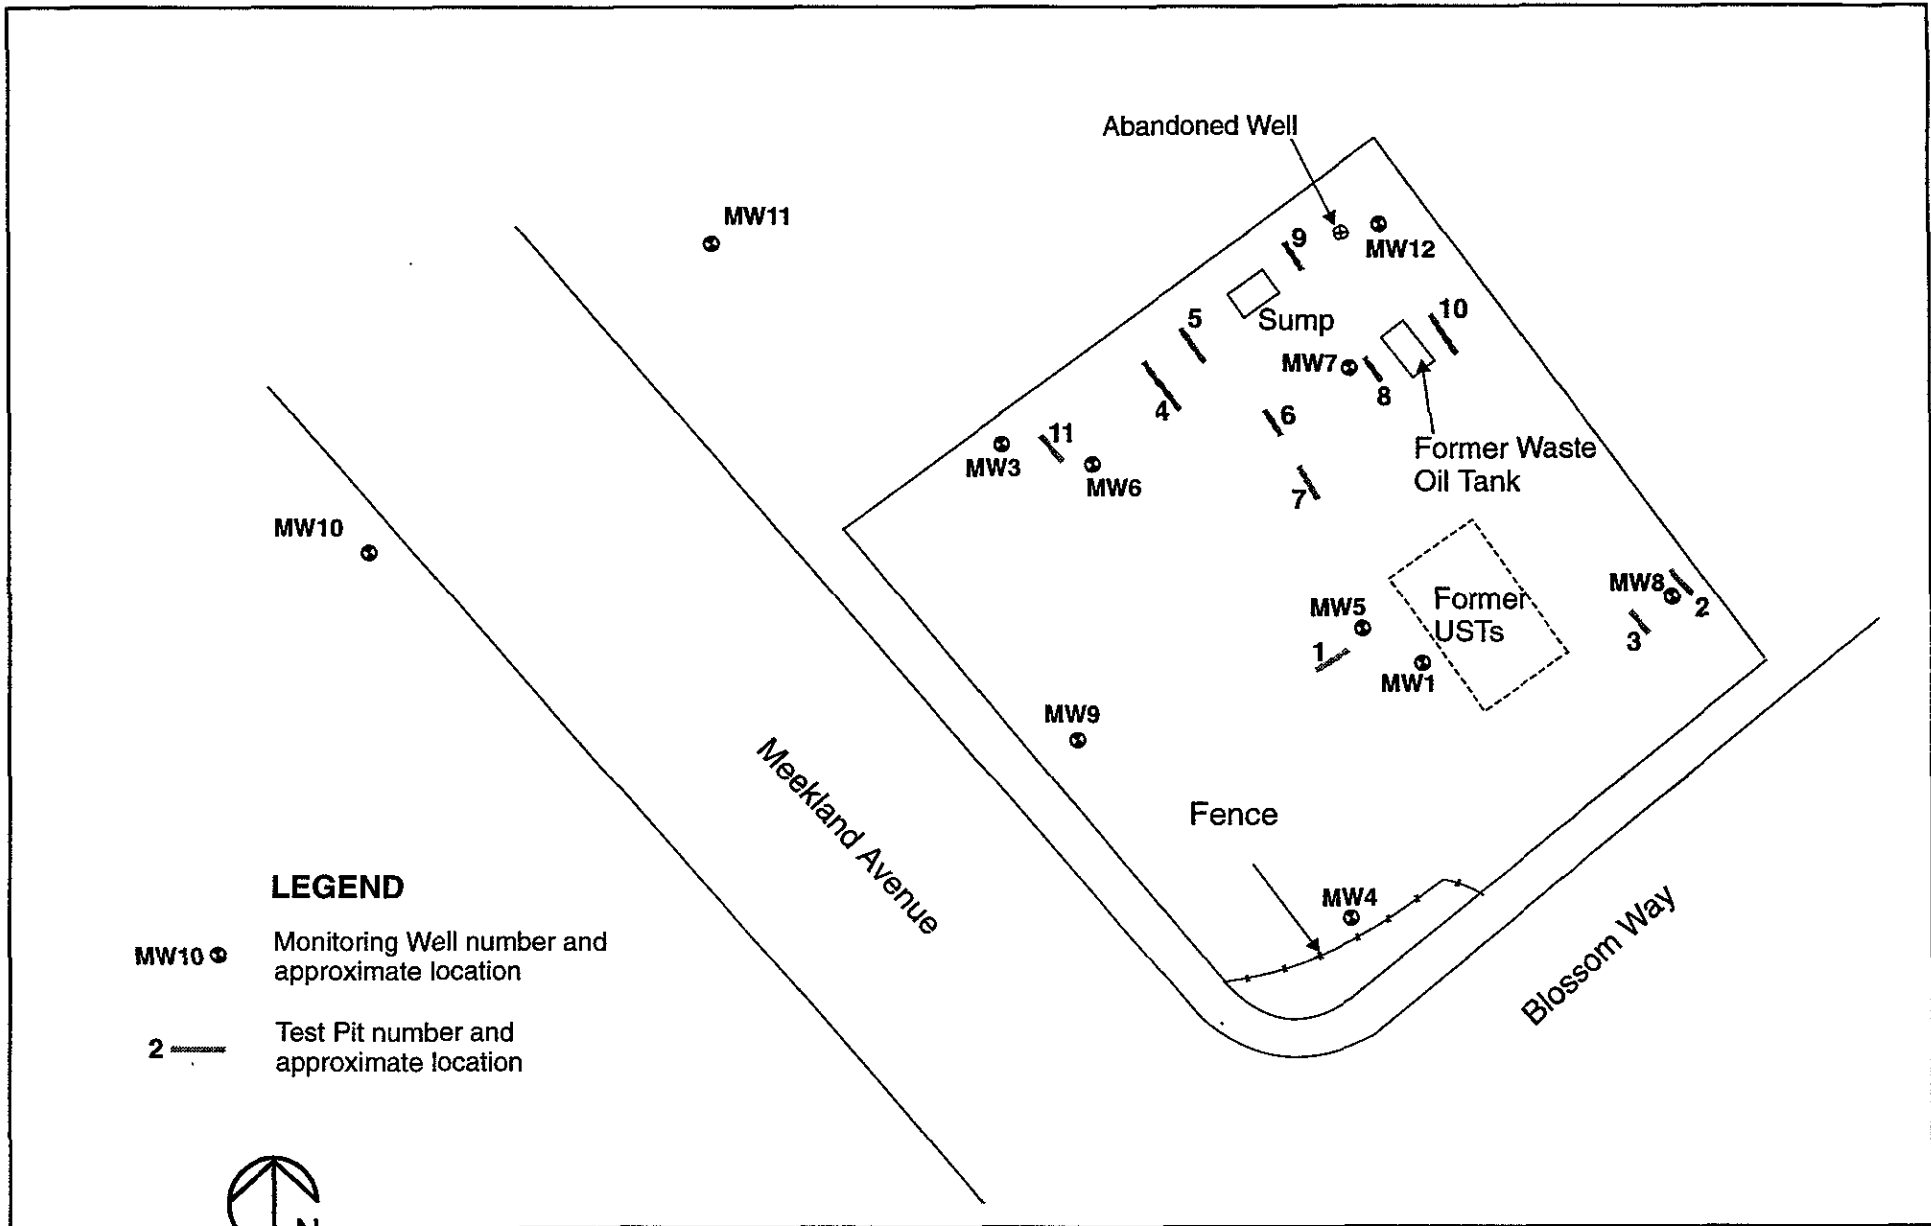 Abandoned Well
MW11
9
MW12
5
Sump
10
MW7
8
4
6
11
MW3
MW6
Former Waste
Oil Tank
7
MW10
MW8
2
Former
USTs
MW5
3
1
MW1
MW9
Meekland Avenue
Fence
MW4
Blossom Way
LEGEND
MW10
Monitoring Well number and
approximate location
2
Test Pit number and
approximate location
N